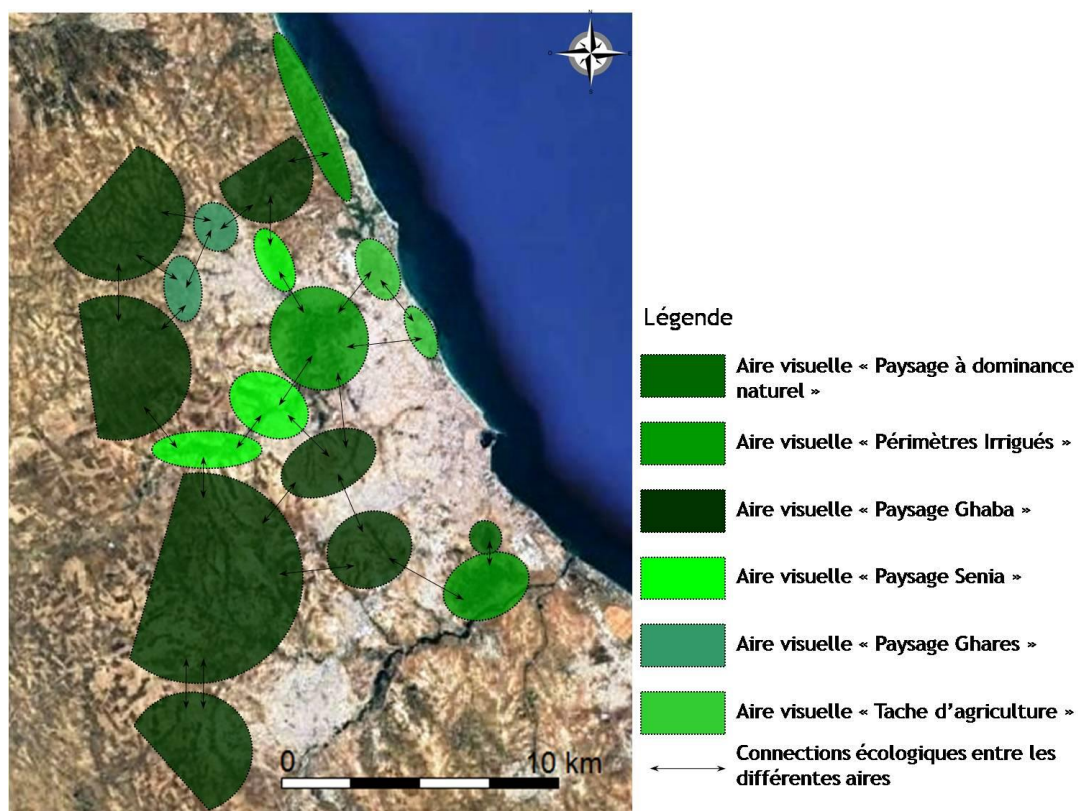 N
O
E
S
Légende
Aire visuelle « Paysage à dominance
naturel »
Aire visuelle « Périmètres Irrigués »
Aire visuelle « Paysage Ghaba »
Aire visuelle « Paysage Senia »
Aire visuelle « Paysage Ghares »
Aire visuelle « Tache d’agriculture »
Connections écologiques entre les
différentes aires
0 10 km